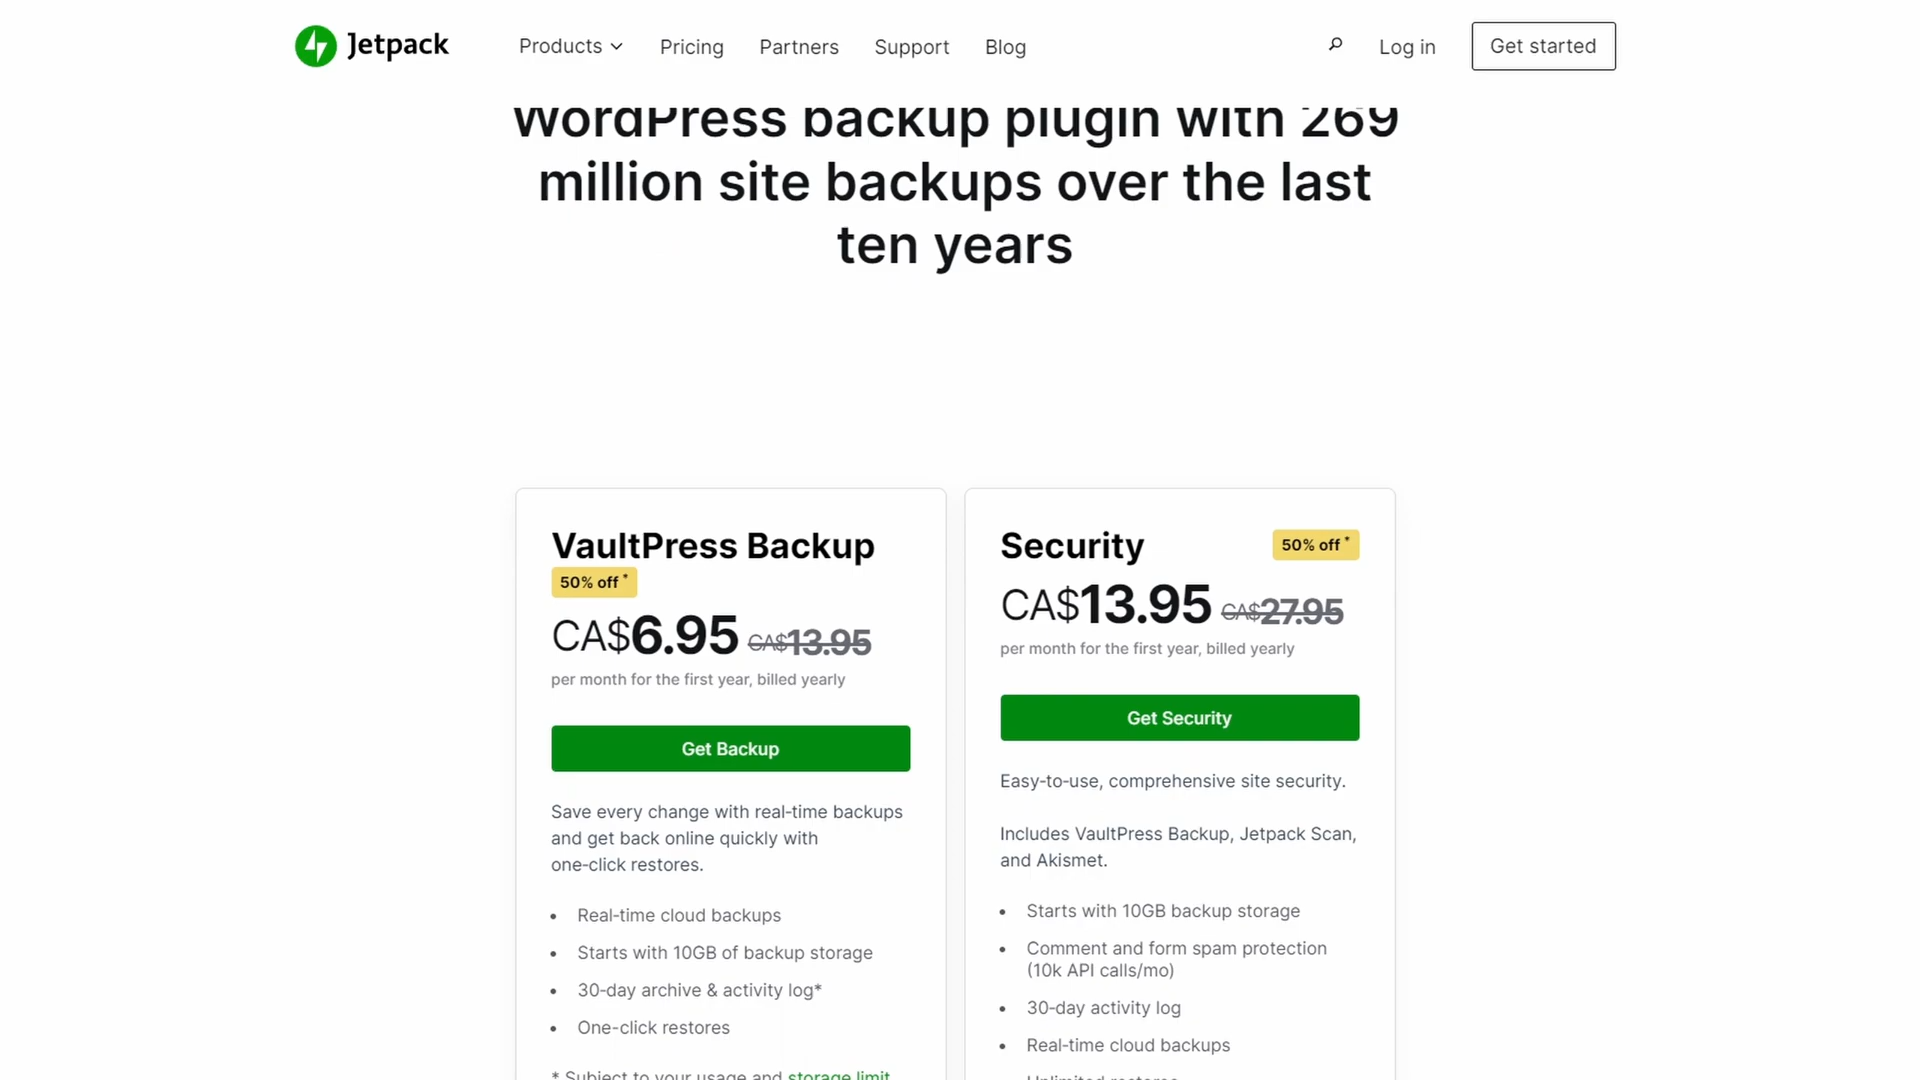 Jetpack
Products
Pricing
Partners
Support
Blog
Log in
Get started
WordPress backup plugin with 269
million site backups over the last
ten years
VaultPress Backup
50% off *
CA$6.95 CA$13.95
per month for the first year, billed yearly
Get Backup
Save every change with real-time backups
and get back online quickly with
one-click restores.
• Real-time cloud backups
• Starts with 10GB of backup storage
• 30-day archive & activity log*
• One-click restores
* Subject to your usage and storage limit
Security
50% off *
CA$13.95 CA$27.95
per month for the first year, billed yearly
Get Security
Easy-to-use, comprehensive site security.
Includes VaultPress Backup, Jetpack Scan,
and Akismet.
• Starts with 10GB backup storage
• Comment and form spam protection
(10k API calls/mo)
• 30-day activity log
• Real-time cloud backups
• Unlimited restores